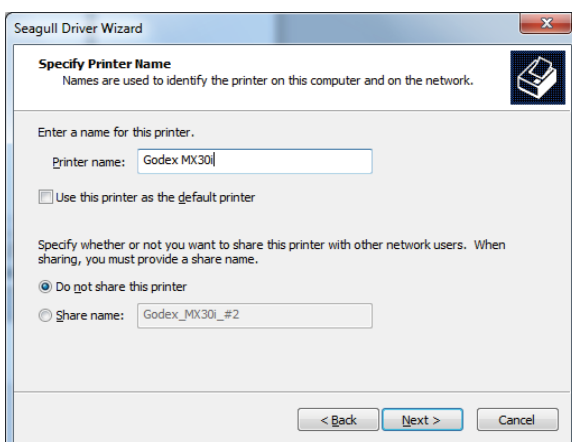 Seagull Driver Wizard
Specify Printer Name
Names are used to identify the printer on this computer and on the network.
Enter a name for this printer.
Printer name: Godex MX30i
Use this printer as the default printer
Specify whether or not you want to share this printer with other network users. When
sharing, you must provide a share name.
Do not share this printer
Share name: Godex_MX30i_#2
< Back Next > Cancel